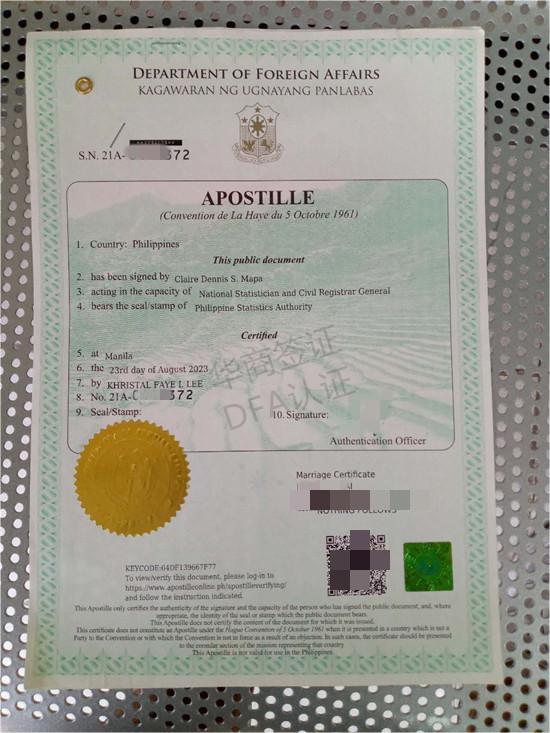 DEPARTMENT OF FOREIGN AFFAIRS
KAGAWARAN NG UGNAYANG PANLABAS
S.N. 21A- 372
APOSTILLE
(Convention de La Haye du 5 Octobre 1961)
1. Country: Philippines
This public document
2. has been signed by Claire Dennis S. Mapa
3. acting in the capacity of National Statistician and Civil Registrar General
4. bears the seal/stamp of Philippine Statistics Authority
Certified
5. at Manila
6. the 23rd day of August 2023
7. by KHRISTAL FAYE I. LEE
8. No. 21A- 372
9. Seal/Stamp:
10. Signature:
华商签证
DFA认证
Authentication Officer
Marriage Certificate
NOTHING FOLLOWS
KEYCODE:64DF139667F77
To view/verify this document, please log-in to
https://www.apostilleonline.ph/apostilleverifying/
and follow the instruction indicated.
This Apostille only certifies the authenticity of the signature and the capacity of the person who has signed the public document, and, where
appropriate, the identity of the seal or stamp which the public document bears.
This Apostille does not certify the content of the document for which it was issued.
This certificate does not constitute an Apostille under the Hague Convention of 5 October 1961 when it is presented in a country which is not a
Party to the Convention or with which the Convention is not in force as a result of an objection. In such cases, the certificate should be presented
to the consular section of the mission representing that country
This Apostille is not valid for use in the Philippines.